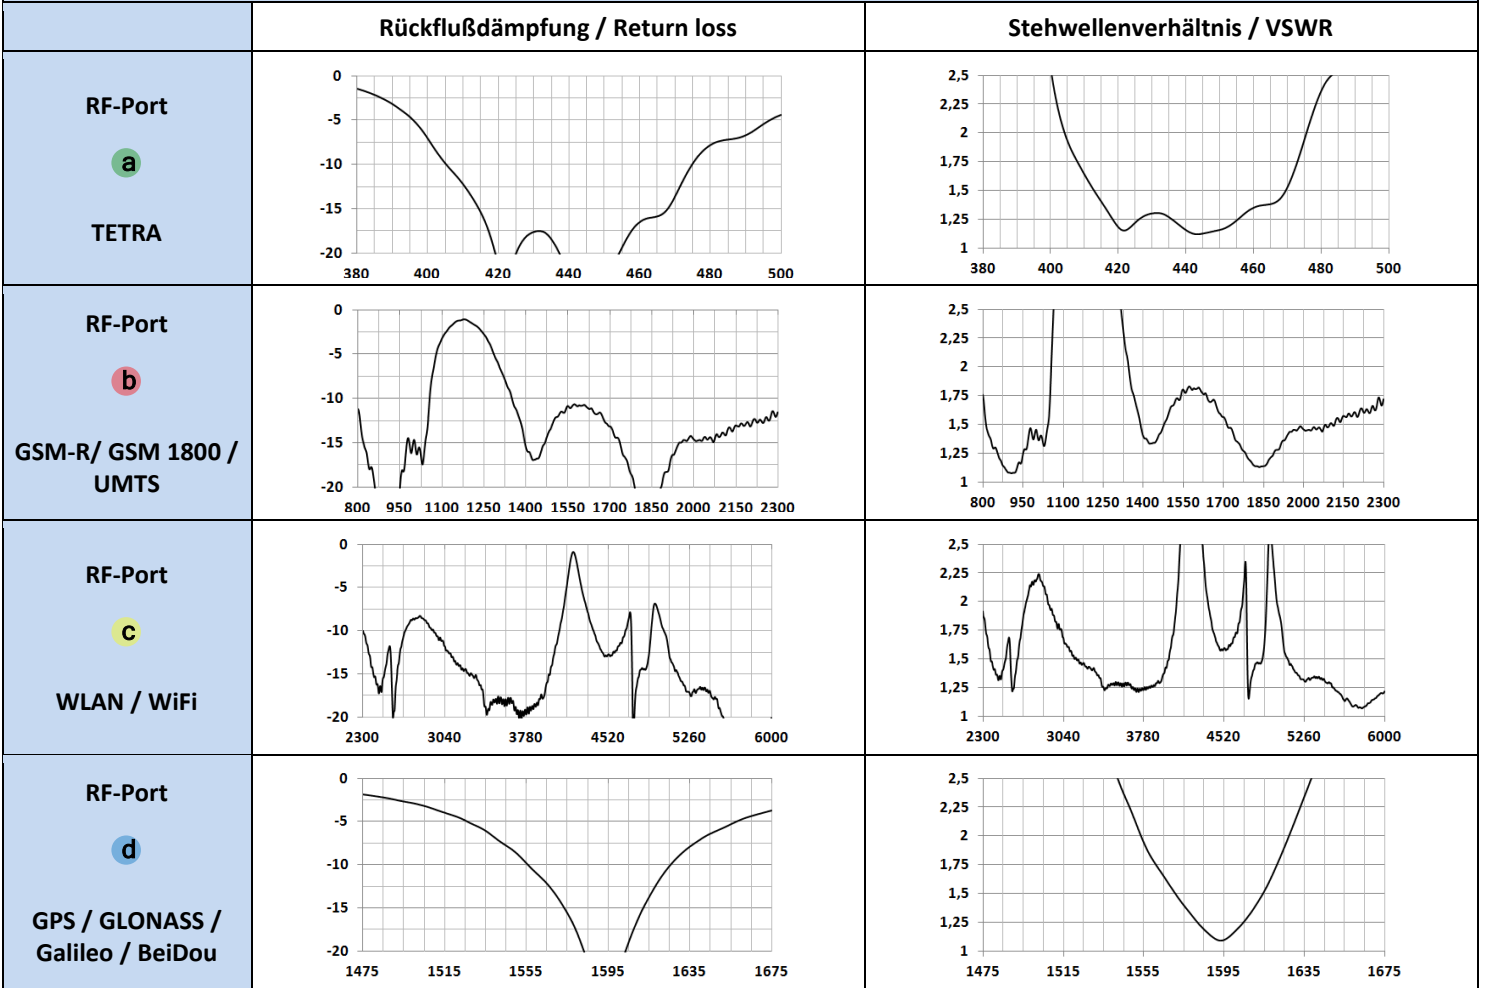 Rückflußdämpfung / Return loss
Stehwellenverhältnis / VSWR
RF-Port
a
TETRA
0
-5
-10
-15
-20
380 400 420 440 460 480 500
2,5
2,25
2
1,75
1,5
1,25
1
380 400 420 440 460 480 500
RF-Port
b
GSM-R/ GSM 1800 /
UMTS
0
-5
-10
-15
-20
800 950 1100 1250 1400 1550 1700 1850 2000 2150 2300
2,5
2,25
2
1,75
1,5
1,25
1
800 950 1100 1250 1400 1550 1700 1850 2000 2150 2300
RF-Port
c
WLAN / WiFi
0
-5
-10
-15
-20
2300 3040 3780 4520 5260 6000
2,5
2,25
2
1,75
1,5
1,25
1
2300 3040 3780 4520 5260 6000
RF-Port
d
GPS / GLONASS /
Galileo / BeiDou
0
-5
-10
-15
-20
1475 1515 1555 1595 1635 1675
2,5
2,25
2
1,75
1,5
1,25
1
1475 1515 1555 1595 1635 1675